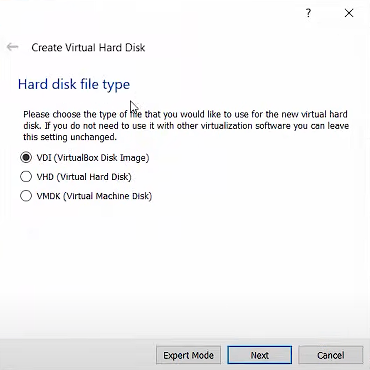 ?
Create Virtual Hard Disk
Hard disk file type
Please choose the type of file that you would like to use for the new virtual hard
disk. If you do not need to use it with other virtualization software you can leave
this setting unchanged.
VDI (VirtualBox Disk Image)
VHD (Virtual Hard Disk)
VMDK (Virtual Machine Disk)
Expert Mode Next Cancel